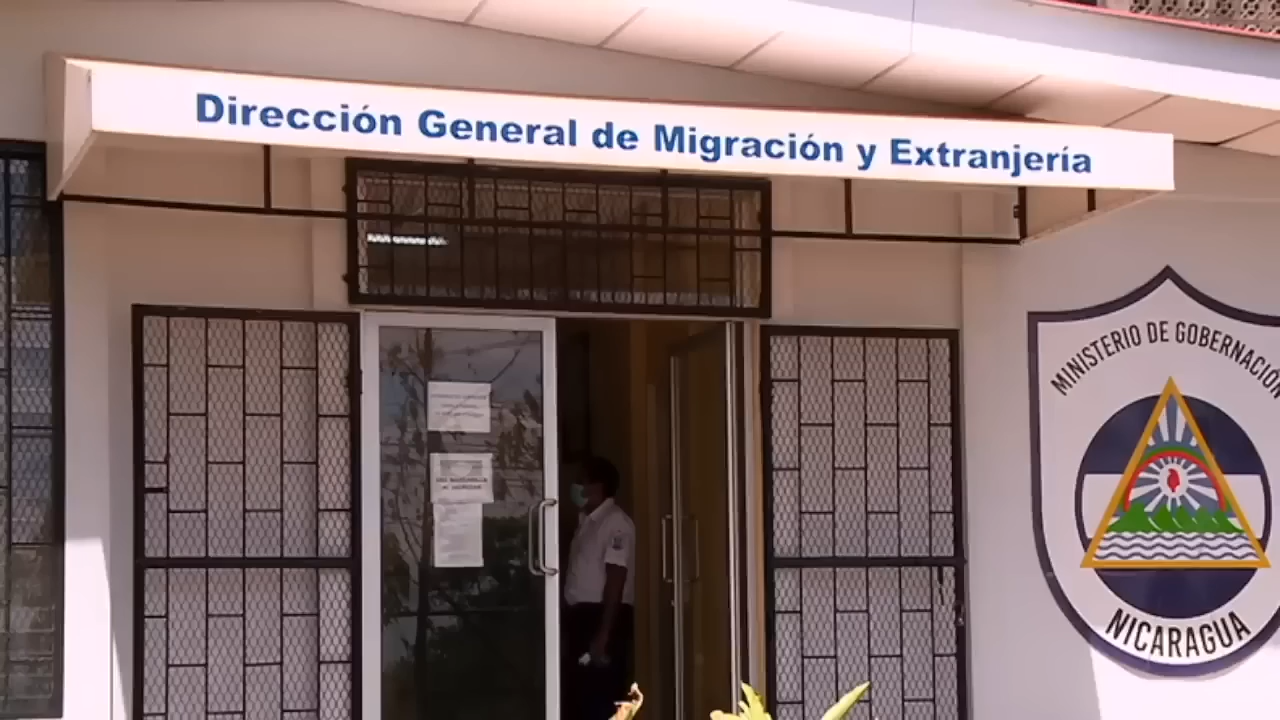 Dirección General de Migración y Extranjería
MINISTERIO DE GOBERNACIÓN
NICARAGUA